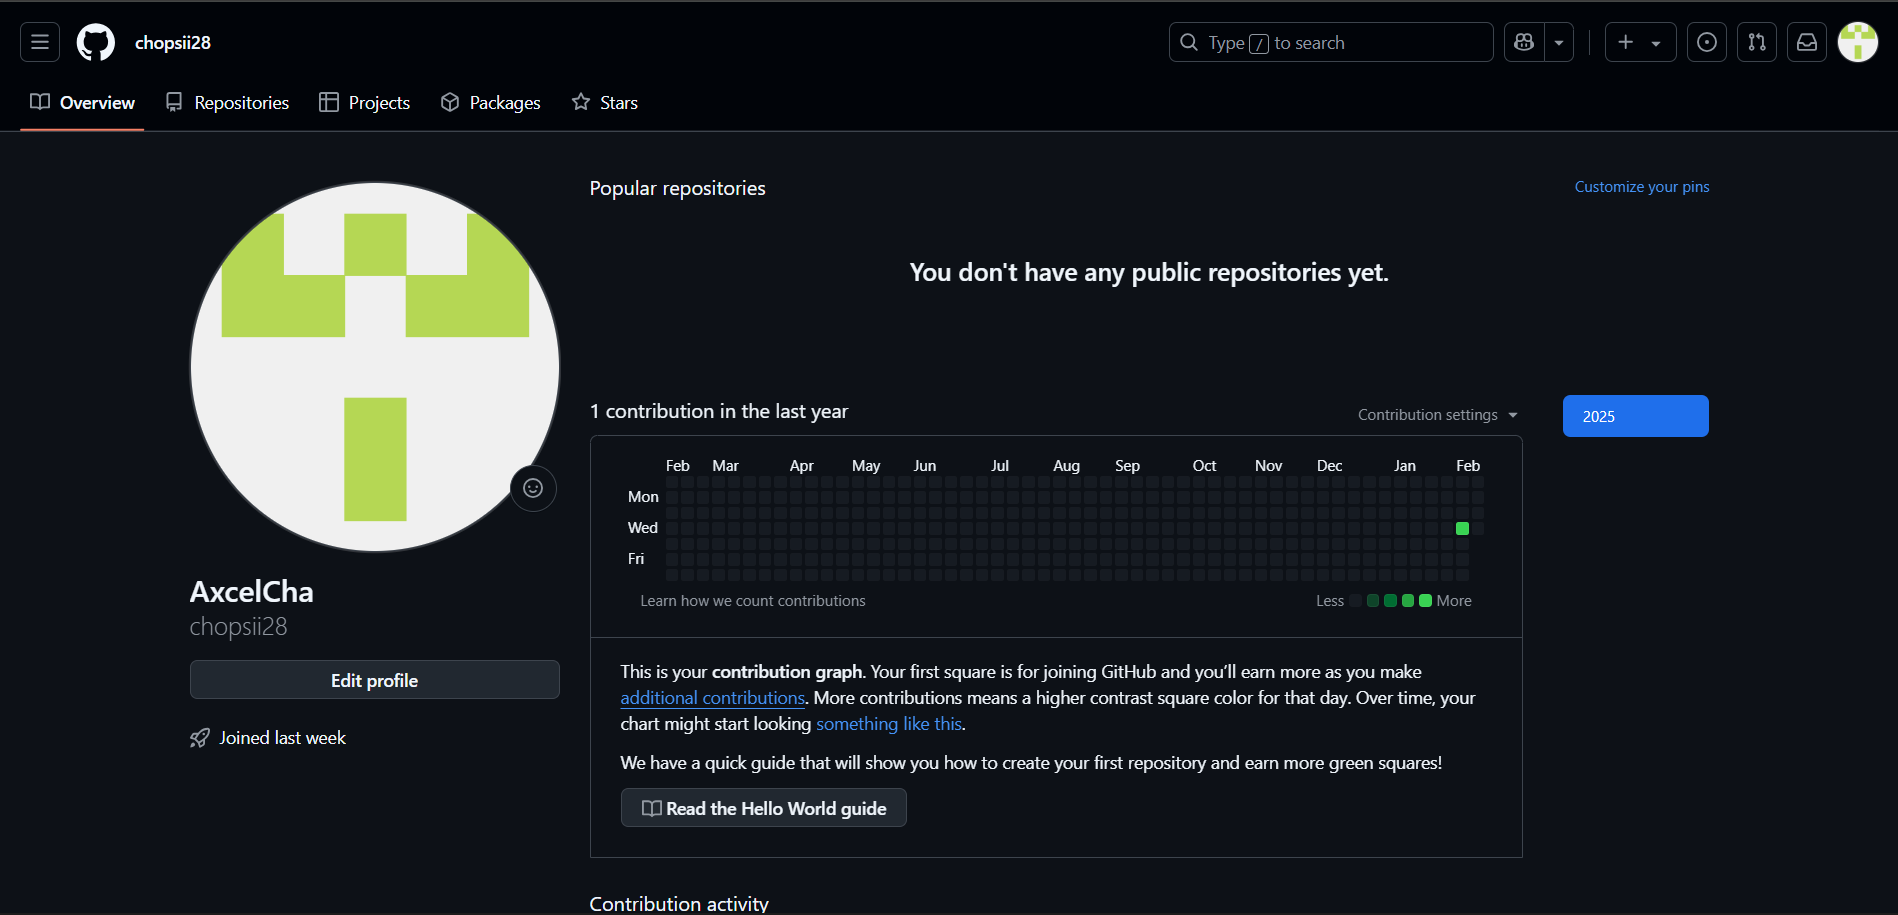 chopsii28
Type / to search
Overview
Repositories
Projects
Packages
Stars
Popular repositories
Customize your pins
You don't have any public repositories yet.
1 contribution in the last year
Contribution settings
2025
Feb Mar Apr May Jun Jul Aug Sep Oct Nov Dec Jan Feb
Mon
Wed
Fri
Learn how we count contributions
Less More
This is your contribution graph. Your first square is for joining GitHub and you’ll earn more as you make
additional contributions. More contributions means a higher contrast square color for that day. Over time, your
chart might start looking something like this.
We have a quick guide that will show you how to create your first repository and earn more green squares!
Read the Hello World guide
AxcelCha
chopsii28
Edit profile
Joined last week
Contribution activity